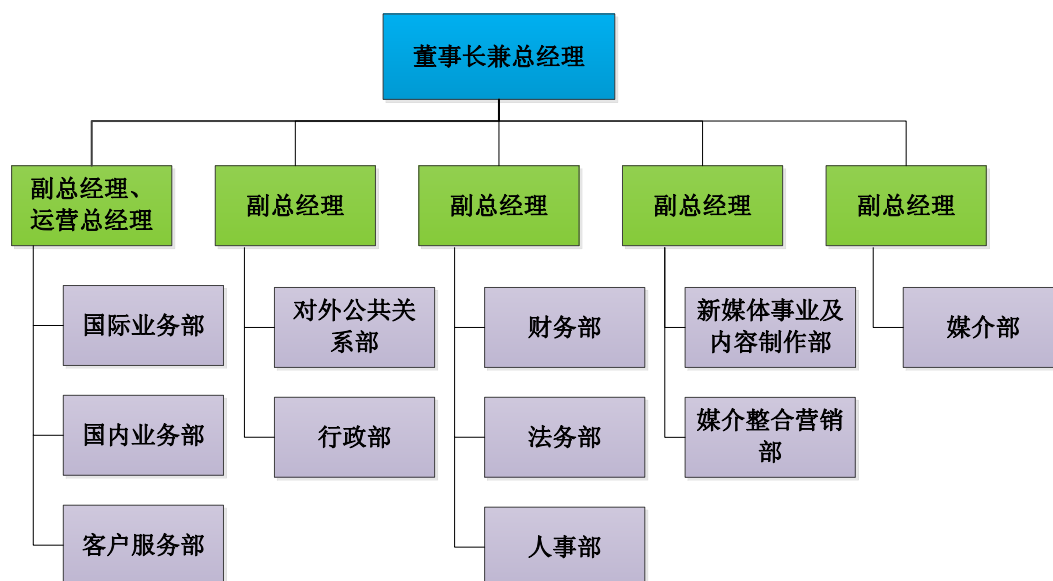 董事长兼总经理
副总经理、
运营总经理
副总经理
副总经理
副总经理
副总经理
国际业务部
对外公共关
系部
财务部
新媒体事业及
内容制作部
媒介部
国内业务部
行政部
法务部
媒介整合营销
部
客户服务部
人事部